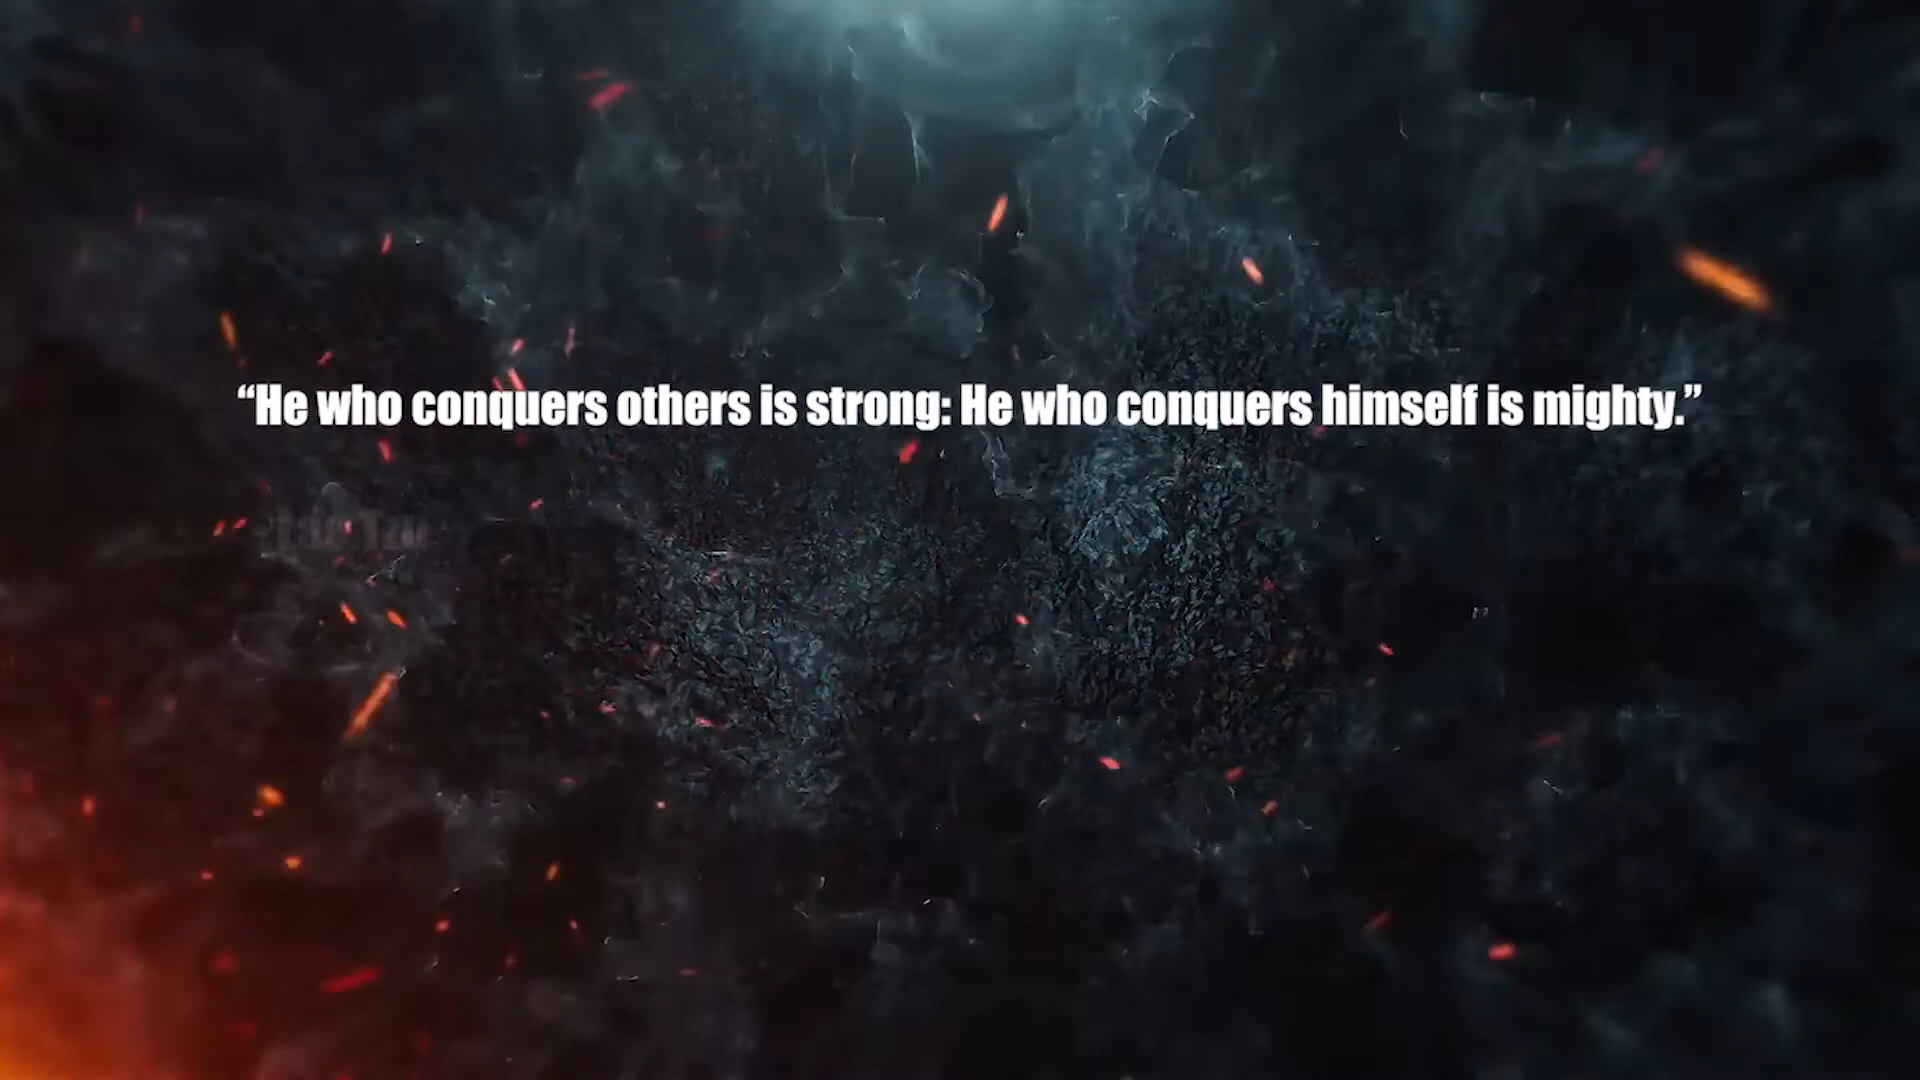 “He who conquers others is strong: He who conquers himself is mighty.”